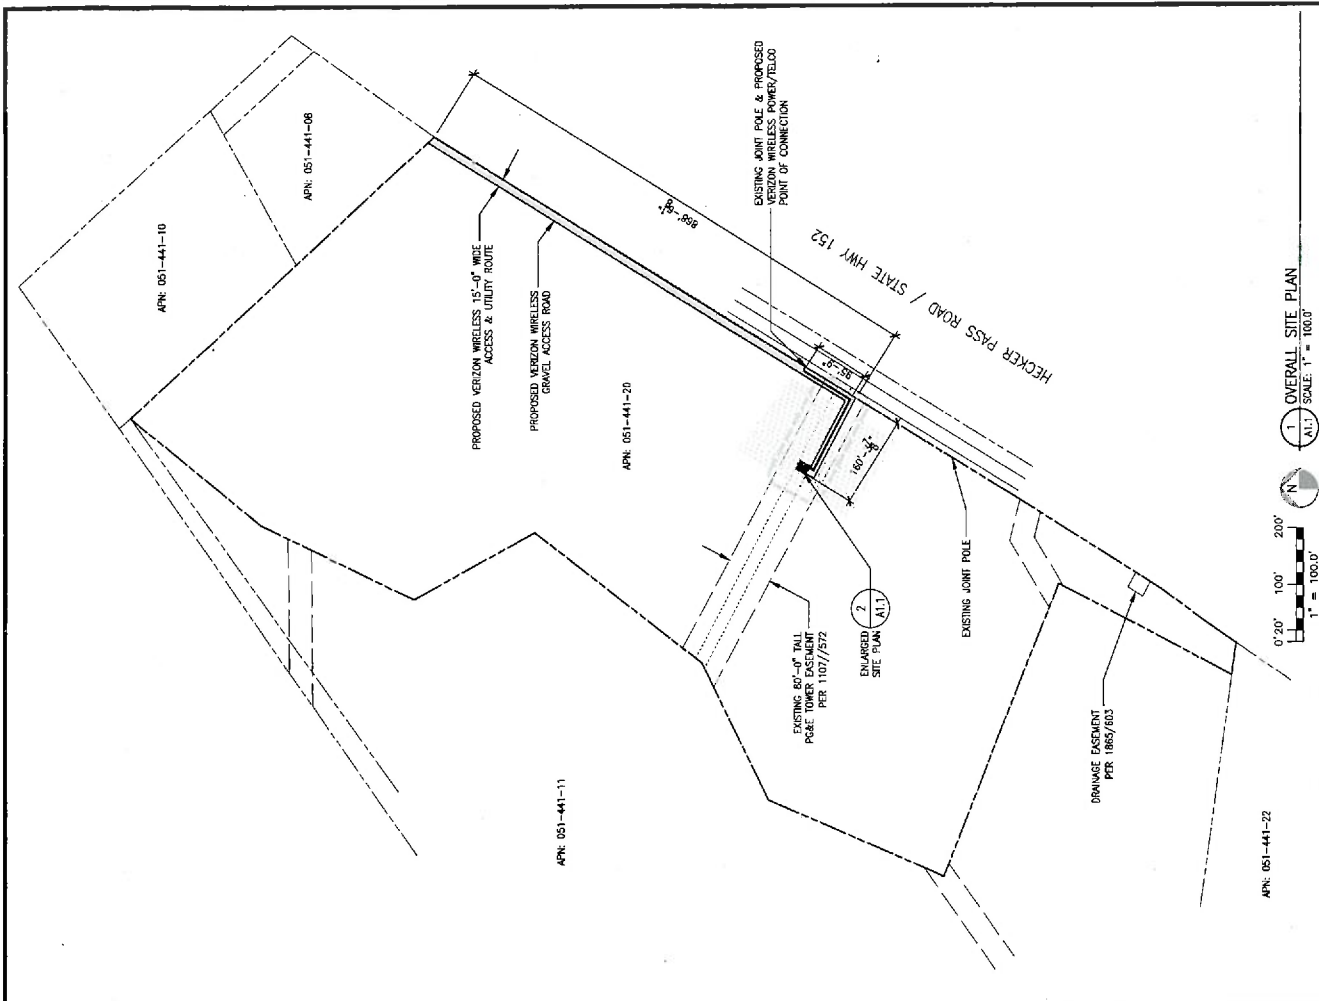 APN: 051-441-10
APN: 051-441-08
PROPOSED VERIZON WIRELESS 15'-0" WIDE
ACCESS & UTILITY ROUTE
PROPOSED VERIZON WIRELESS
GRAVEL ACCESS ROAD
APN: 051-441-20
EXISTING JOINT POLE & PROPOSED
VERIZON WIRELESS POWER/TELCO
POINT OF CONNECTION
95'-9"
HECKER PASS ROAD / STATE HWY 152
EXISTING 80'-0" TALL
PG&E TOWER EASEMENT
PER 1107//572
2
A1.1
ENLARGED
SITE PLAN
EXISTING JOINT POLE
DRAINAGE EASEMENT
PER 1865/603
APN: 051-441-11
APN: 051-441-22
0' 20' 100' 200'
1" = 100.0'
N
1
A1.1
OVERALL SITE PLAN
SCALE: 1" = 100.0'